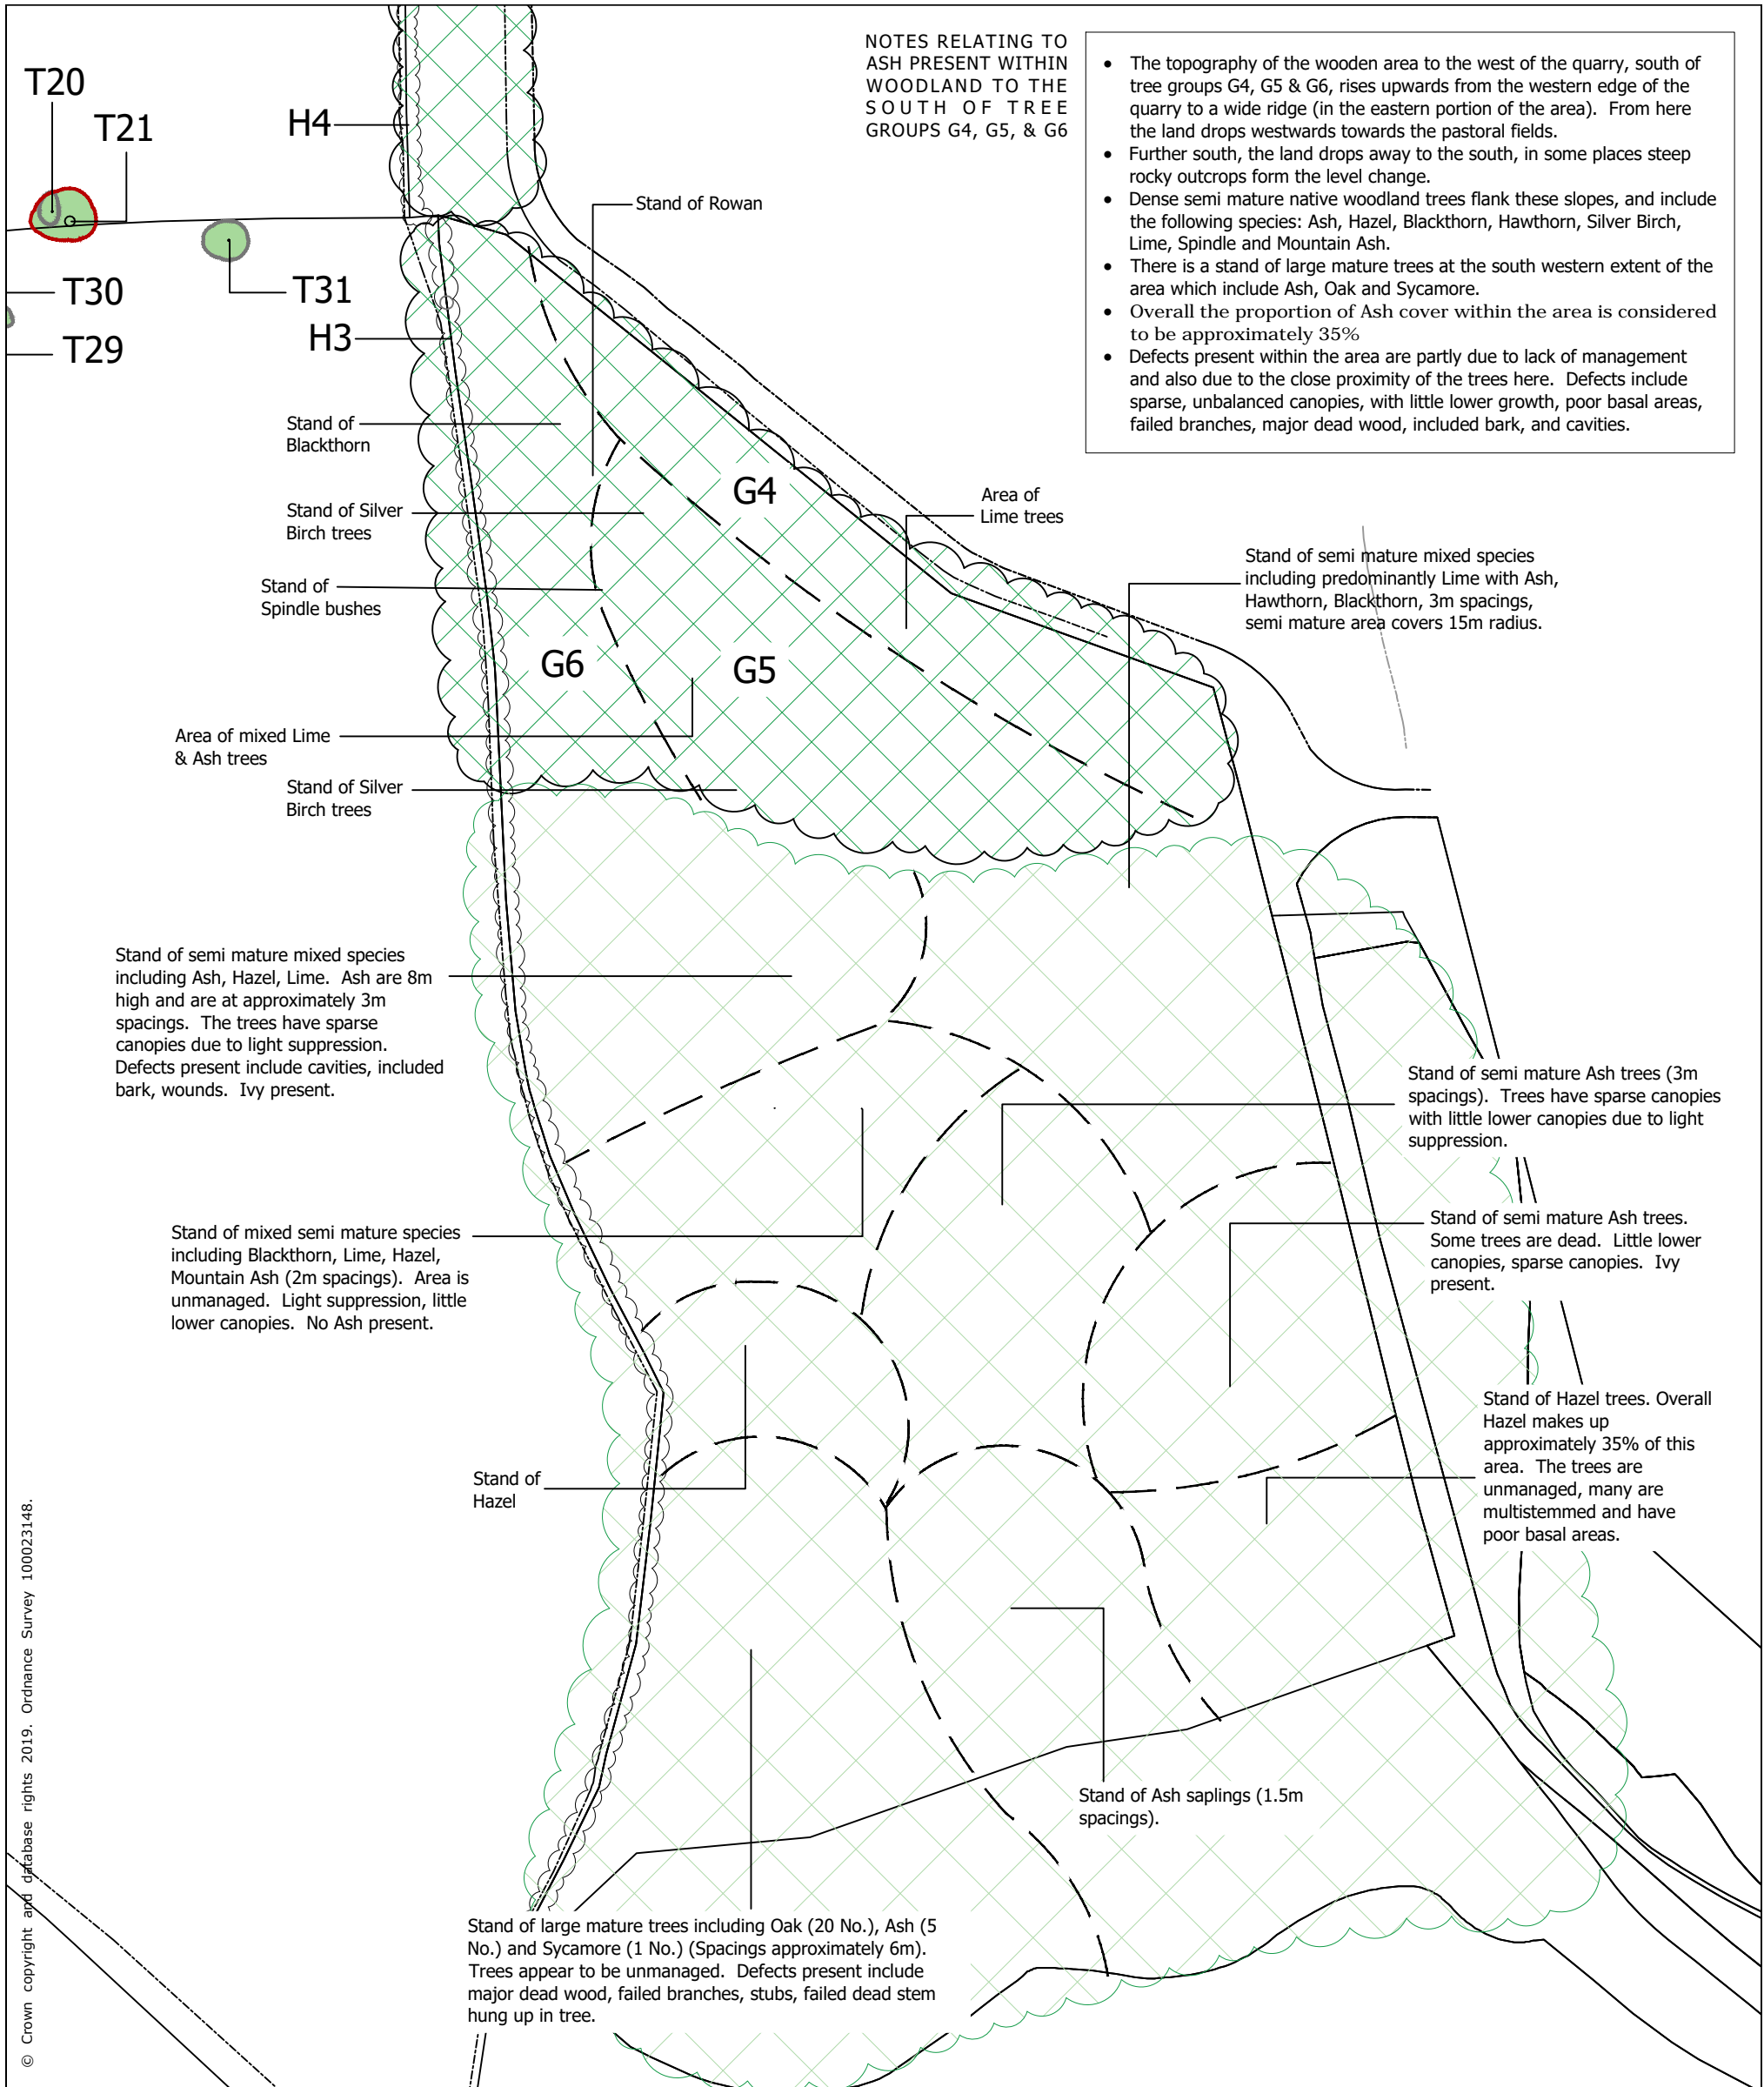 T20
T21
H4
T30
T31
T29
H3
NOTES RELATING TO
ASH PRESENT WITHIN
WOODLAND TO THE
SOUTH OF TREE
GROUPS G4, G5, & G6
• The topography of the wooden area to the west of the quarry, south of
tree groups G4, G5 & G6, rises upwards from the western edge of the
quarry to a wide ridge (in the eastern portion of the area). From here
the land drops westwards towards the pastoral fields.
• Further south, the land drops away to the south, in some places steep
rocky outcrops form the level change.
• Dense semi mature native woodland trees flank these slopes, and include
the following species: Ash, Hazel, Blackthorn, Hawthorn, Silver Birch,
Lime, Spindle and Mountain Ash.
• There is a stand of large mature trees at the south western extent of the
area which include Ash, Oak and Sycamore.
• Overall the proportion of Ash cover within the area is considered
to be approximately 35%
• Defects present within the area are partly due to lack of management
and also due to the close proximity of the trees here. Defects include
sparse, unbalanced canopies, with little lower growth, poor basal areas,
failed branches, major dead wood, included bark, and cavities.
Stand of Rowan
Stand of
Blackthorn
Stand of Silver
Birch trees
Stand of
Spindle bushes
G4
G5
G6
Area of
Lime trees
Stand of semi mature mixed species
including predominantly Lime with Ash,
Hawthorn, Blackthorn, 3m spacings,
semi mature area covers 15m radius.
Area of mixed Lime
& Ash trees
Stand of Silver
Birch trees
Stand of semi mature mixed species
including Ash, Hazel, Lime. Ash are 8m
high and are at approximately 3m
spacings. The trees have sparse
canopies due to light suppression.
Defects present include cavities, included
bark, wounds. Ivy present.
Stand of semi mature Ash trees (3m
spacings). Trees have sparse canopies
with little lower canopies due to light
suppression.
Stand of mixed semi mature species
including Blackthorn, Lime, Hazel,
Mountain Ash (2m spacings). Area is
unmanaged. Light suppression, little
lower canopies. No Ash present.
Stand of semi mature Ash trees.
Some trees are dead. Little lower
canopies, sparse canopies. Ivy
present.
Stand of Hazel trees. Overall
Hazel makes up
approximately 35% of this
area. The trees are
unmanaged, many are
multistemmed and have
poor basal areas.
Stand of
Hazel
Stand of Ash saplings (1.5m
spacings).
Stand of large mature trees including Oak (20 No.), Ash (5
No.) and Sycamore (1 No.) (Spacings approximately 6m).
Trees appear to be unmanaged. Defects present include
major dead wood, failed branches, stubs, failed dead stem
hung up in tree.
© Crown copyright and database rights 2019. Ordnance Survey 100023148.